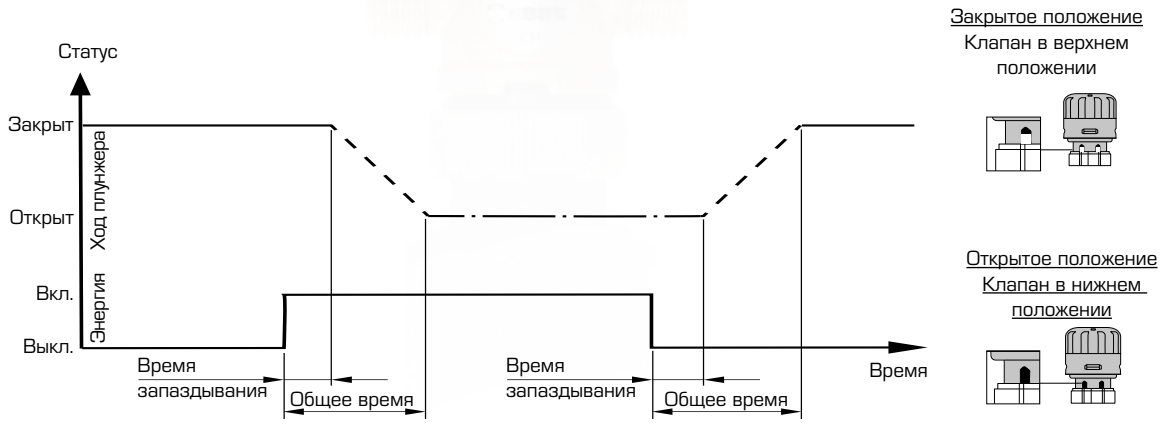 Статус
Закрыт
Открыт
Вкл.
Выкл.
Ход плунжера
Энергия
Время
запаздывания
Общее время
Время
запаздывания
Общее время
Время
Закрытое положение
Клапан в верхнем
положении
Открытое положение
Клапан в нижнем
положении